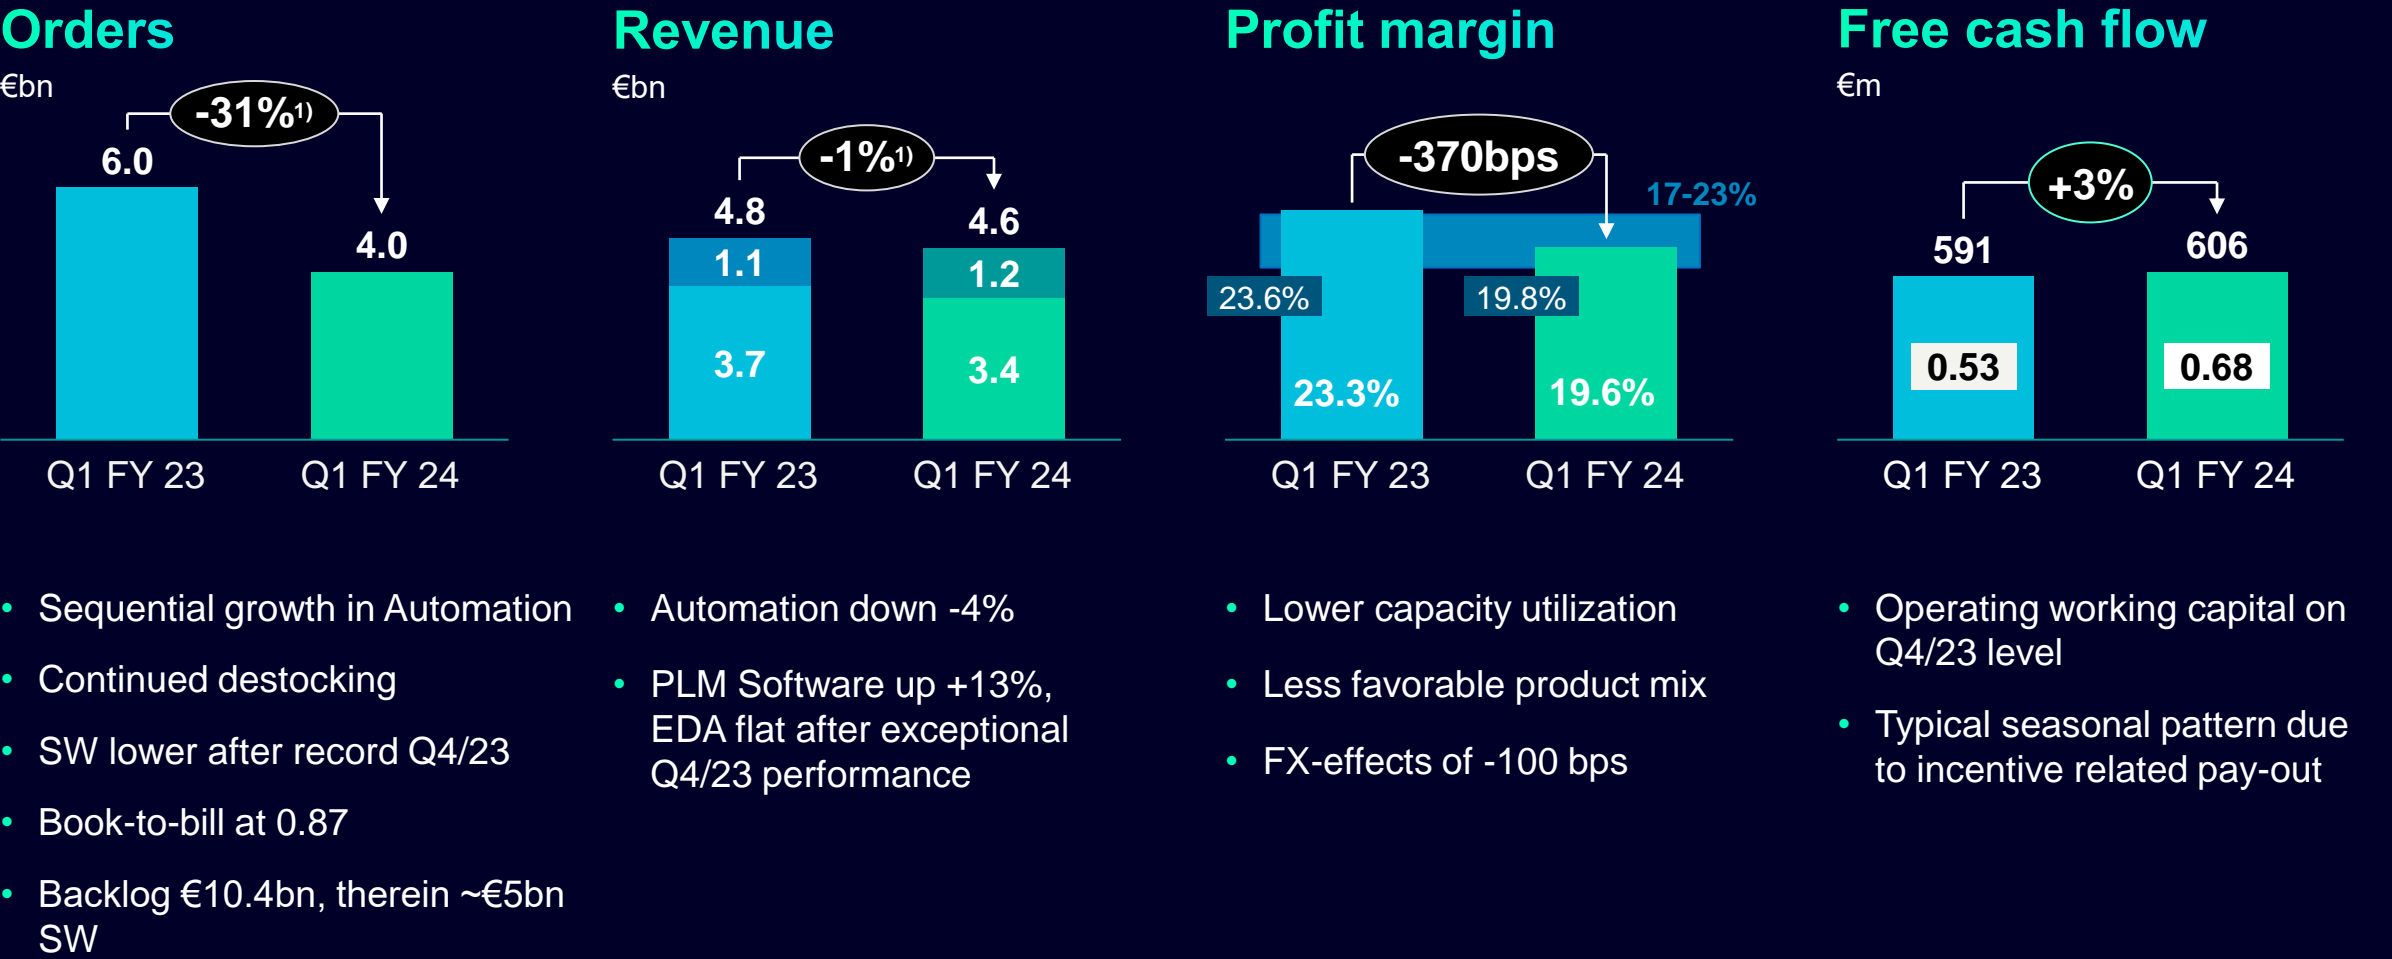 Orders
€bn
-31%1)
6.0
4.0
Q1 FY 23
Q1 FY 24
• Sequential growth in Automation
• Continued destocking
• SW lower after record Q4/23
• Book-to-bill at 0.87
• Backlog €10.4bn, therein ~€5bn
SW
Revenue
€bn
-1%1)
4.8
4.6
1.1
1.2
3.7
3.4
Q1 FY 23
Q1 FY 24
• Automation down -4%
• PLM Software up +13%,
EDA flat after exceptional
Q4/23 performance
Profit margin
-370bps
17-23%
23.6%
19.8%
23.3%
19.6%
Q1 FY 23
Q1 FY 24
• Lower capacity utilization
• Less favorable product mix
• FX-effects of -100 bps
Free cash flow
€m
+3%
591
606
0.53
0.68
Q1 FY 23
Q1 FY 24
• Operating working capital on
Q4/23 level
• Typical seasonal pattern due
to incentive related pay-out